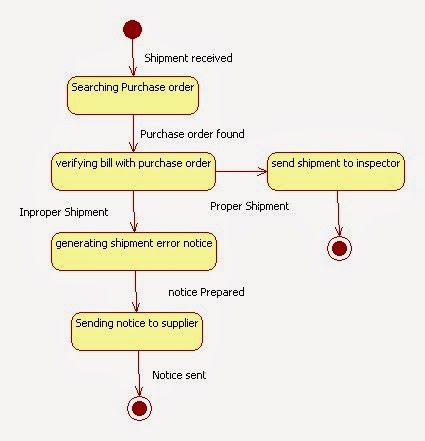 Shipment received
Searching Purchase order
Purchase order found
verifying bill with purchase order
send shipment to inspector
Inproper Shipment
Proper Shipment
generating shipment error notice
notice Prepared
Sending notice to supplier
Notice sent